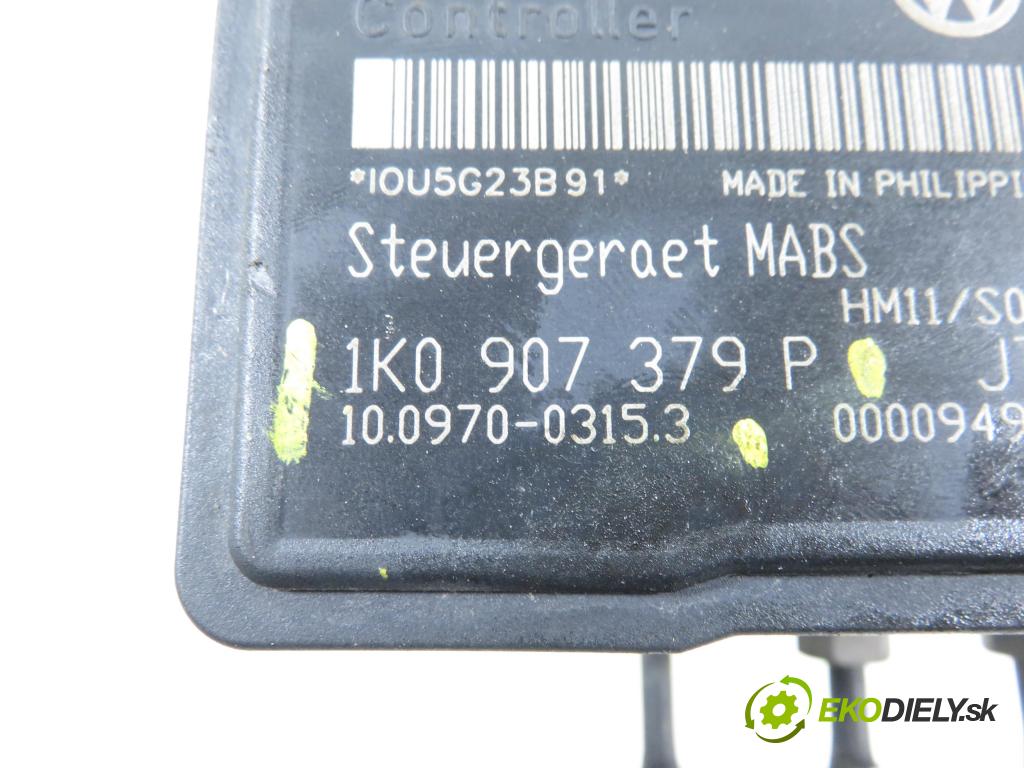 Controller
*IOU5G23B91* MADE IN PHILIPPI
Steuergeraet MABS
HM11/S0
1K0 907 379 P J
10.0970-0315.3 0000949
EKODIELY.sk